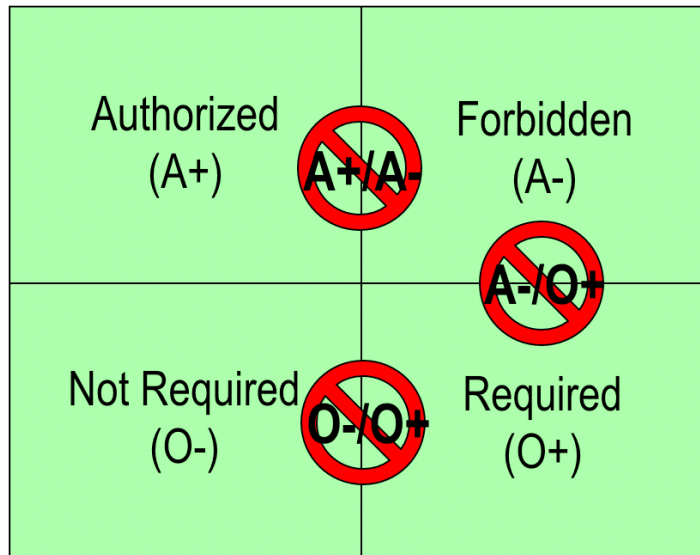 Authorized
(A+)
A+/A-
Forbidden
(A-)
A-/O+
Not Required
(O-)
O-/O+
Required
(O+)